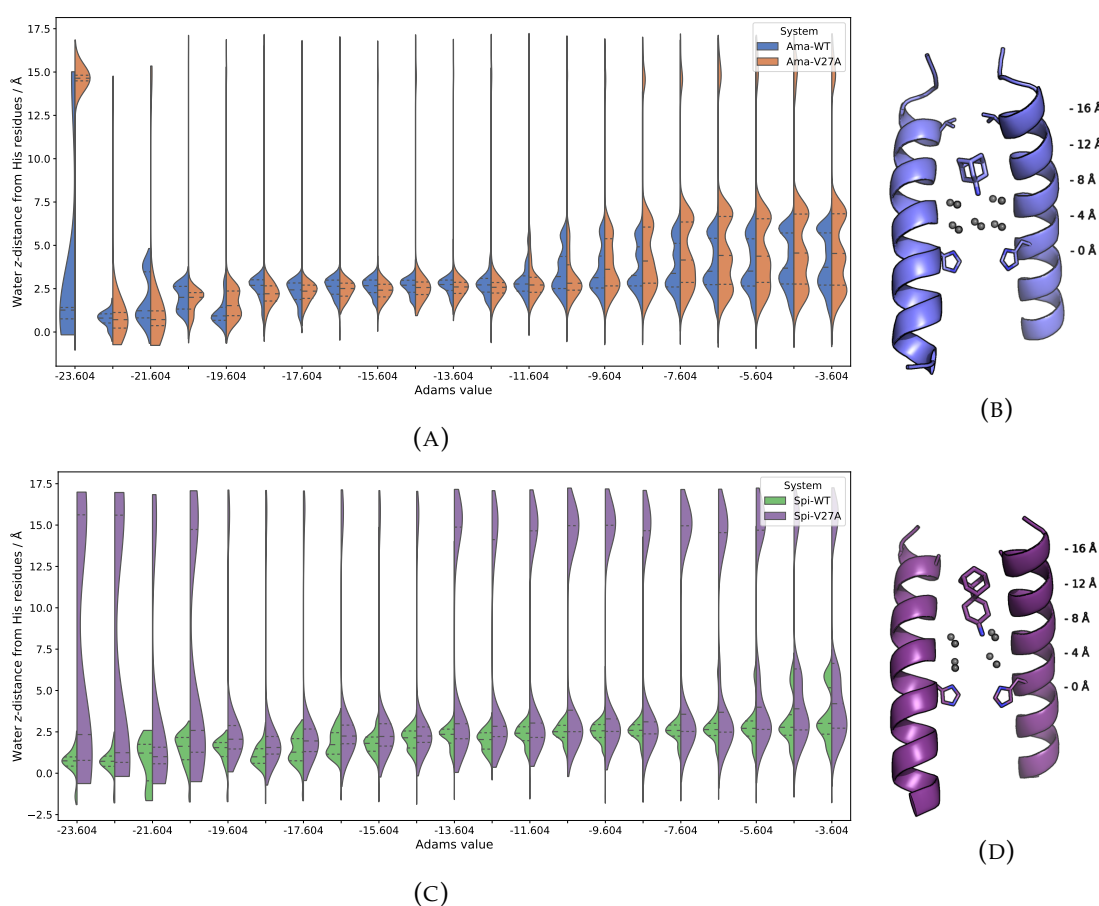 17.5
15.0
12.5
10.0
7.5
5.0
2.5
0.0
Water z-distance from His residues / Å
System
Ama-WT
Ama-V27A
-23.604 -21.604 -19.604 -17.604 -15.604 -13.604 -11.604 -9.604 -7.604 -5.604 -3.604
Adams value
(A)
- 16 Å
- 12 Å
- 8 Å
- 4 Å
- 0 Å
(B)
17.5
15.0
12.5
10.0
7.5
5.0
2.5
0.0
−2.5
Water z-distance from His residues / Å
System
Spi-WT
Spi-V27A
-23.604 -21.604 -19.604 -17.604 -15.604 -13.604 -11.604 -9.604 -7.604 -5.604 -3.604
Adams value
(C)
- 16 Å
- 12 Å
- 8 Å
- 4 Å
- 0 Å
(D)